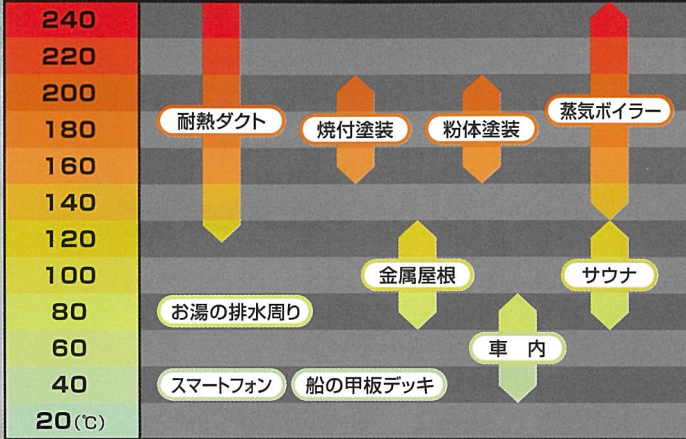 240
220
200
180
160
140
120
100
80
60
40
20(℃)
耐熱ダクト
焼付塗装
粉体塗装
蒸気ボイラー
金属屋根
サウナ
お湯の排水周り
車 内
スマートフォン
船の甲板デッキ